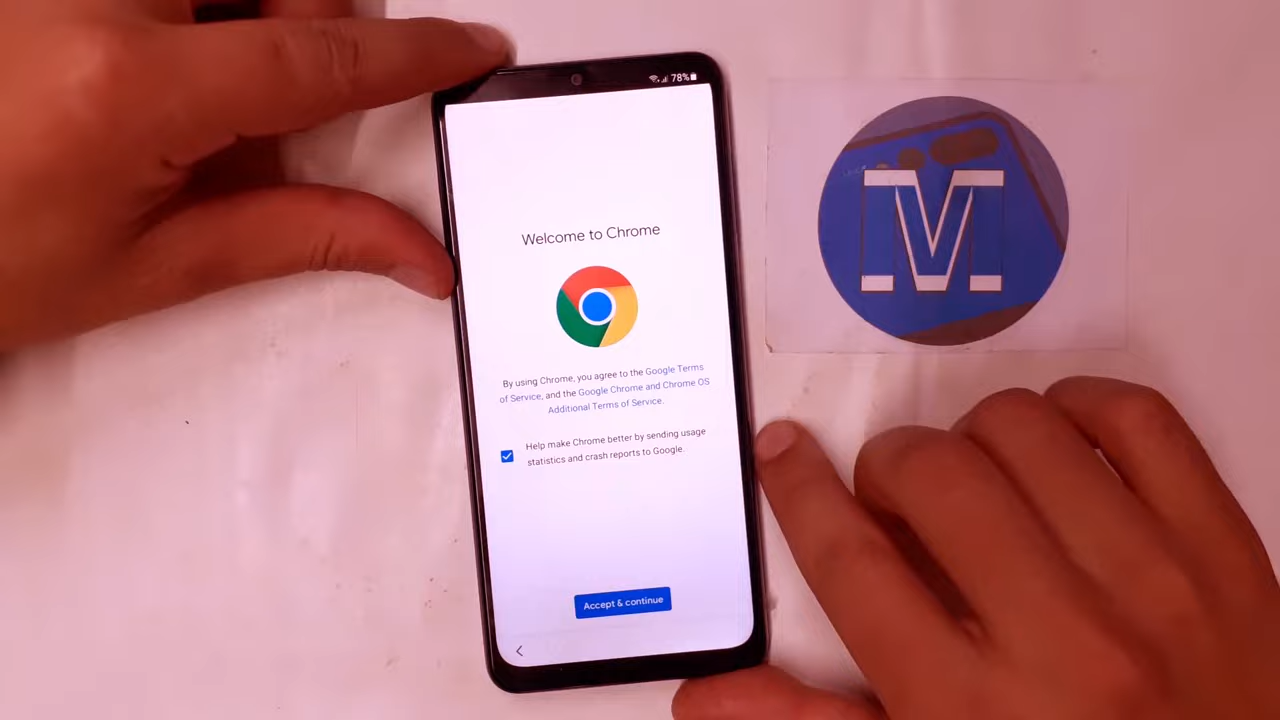 78%
Welcome to Chrome
By using Chrome, you agree to the Google Terms
of Service, and the Google Chrome and Chrome OS
Additional Terms of Service.
Help make Chrome better by sending usage
statistics and crash reports to Google.
Accept & continue
M